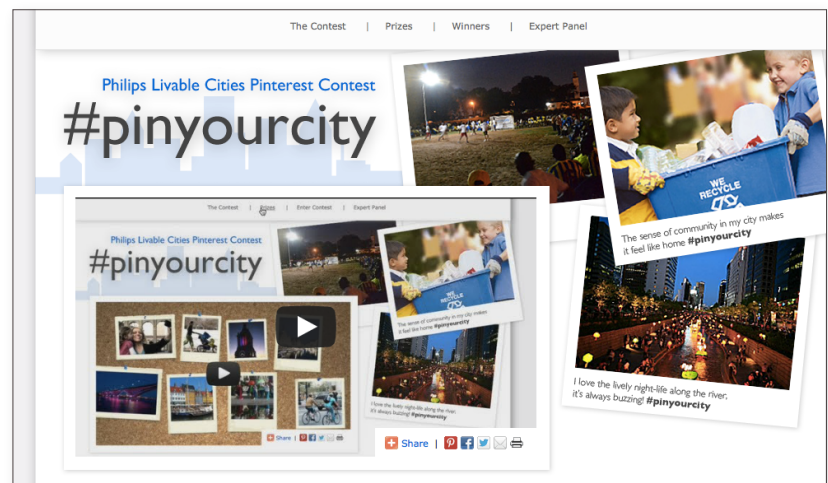 The Contest | Prizes | Winners | Expert Panel
Philips Livable Cities Pinterest Contest
#pinyourcity
WE
RECYCLE
The sense of community in my city makes
it feel like home #pinyourcity
The Contest | Prizes | Enter Contest | Expert Panel
Philips Livable Cities Pinterest Contest
#pinyourcity
WE
RECYCLE
The sense of community in my city makes
it feel like home #pinyourcity
I love the lively night-life along the river,
it's always buzzing! #pinyourcity
Share |
Share |
I love the lively night-life along the river,
it's always buzzing! #pinyourcity